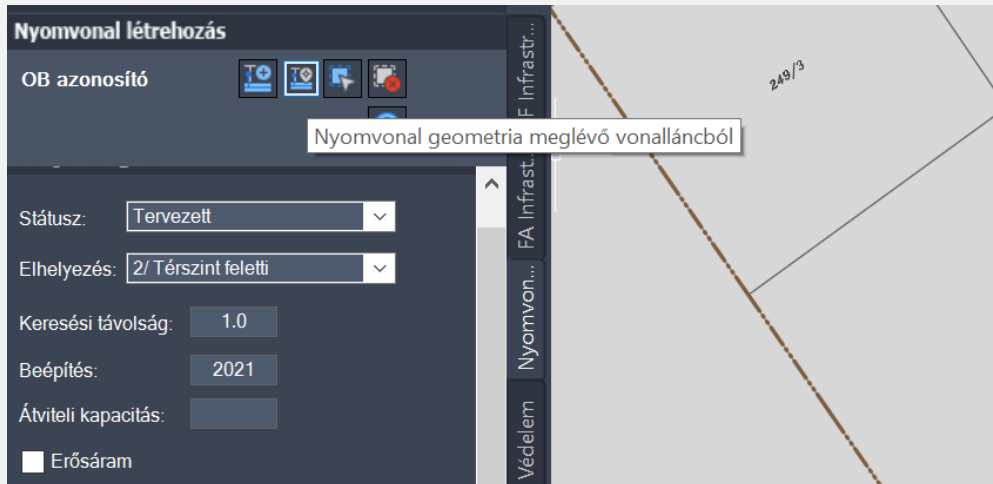 Nyomvonal létrehozás
OB azonosító
Nyomvonal geometria meglévő vonalláncból
Státusz: Tervezett
Elhelyezés: 2/ Térszint feletti
Keresési távolság: 1.0
Beépítés: 2021
Átviteli kapacitás:
Erősáram
F Infrastr...
FA Infrast...
Nyomvon...
Védelem
249/3